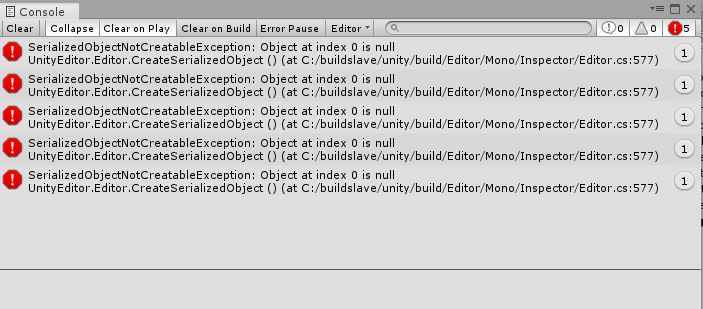 Console
Clear Collapse Clear on Play Clear on Build Error Pause Editor 0 0 5
SerializedObjectNotCreatableException: Object at index 0 is null
UnityEditor.Editor.CreateSerializedObject () (at C:/buildslave/unity/build/Editor/Mono/Inspector/Editor.cs:577) 1
SerializedObjectNotCreatableException: Object at index 0 is null
UnityEditor.Editor.CreateSerializedObject () (at C:/buildslave/unity/build/Editor/Mono/Inspector/Editor.cs:577) 1
SerializedObjectNotCreatableException: Object at index 0 is null
UnityEditor.Editor.CreateSerializedObject () (at C:/buildslave/unity/build/Editor/Mono/Inspector/Editor.cs:577) 1
SerializedObjectNotCreatableException: Object at index 0 is null
UnityEditor.Editor.CreateSerializedObject () (at C:/buildslave/unity/build/Editor/Mono/Inspector/Editor.cs:577) 1
SerializedObjectNotCreatableException: Object at index 0 is null
UnityEditor.Editor.CreateSerializedObject () (at C:/buildslave/unity/build/Editor/Mono/Inspector/Editor.cs:577) 1